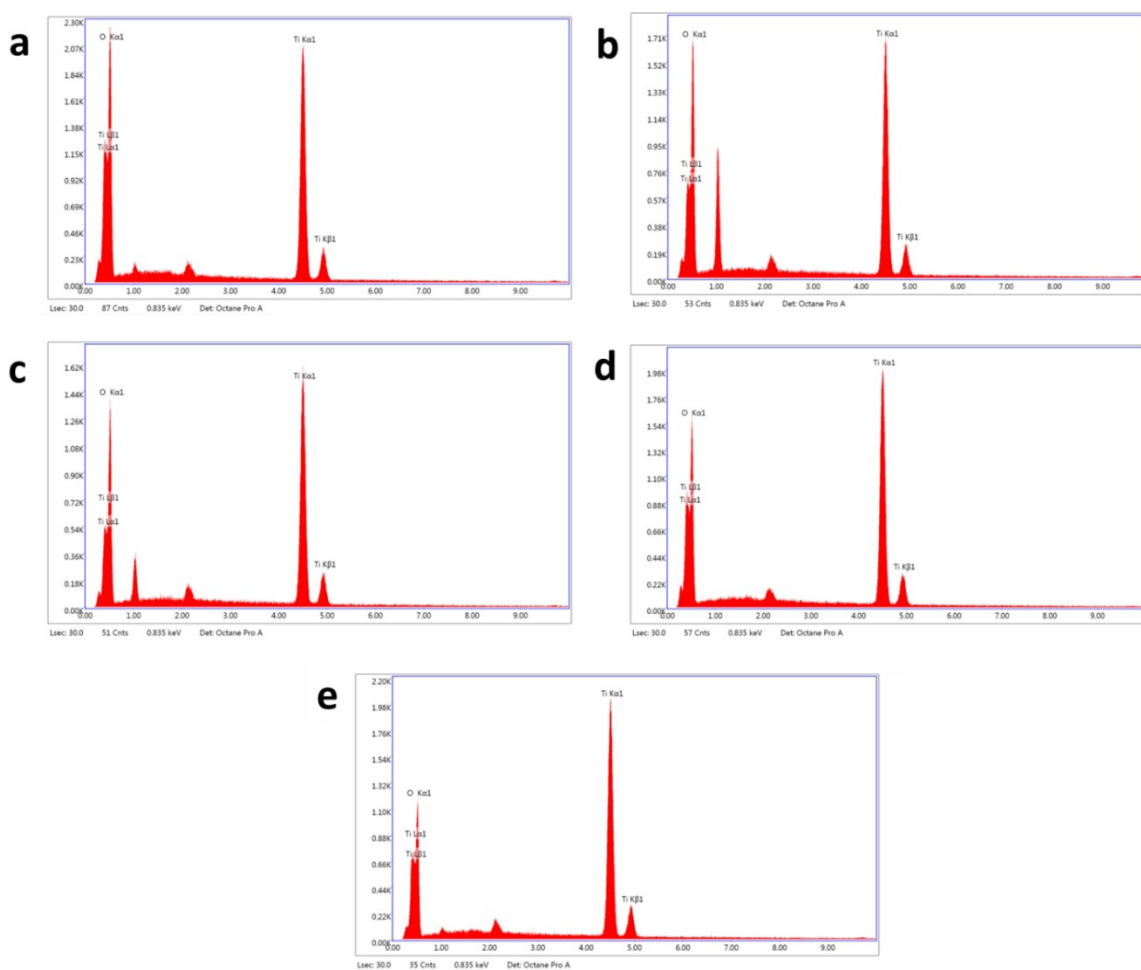 a
2.30K
O Kα1
Ti Kα1
2.07K
1.84K
1.61K
1.38K
Ti Lβ1
1.15K
Ti Lα1
0.92K
0.69K
0.46K
Ti Kβ1
0.23K
0.00K
0.00 1.00 2.00 3.00 4.00 5.00 6.00 7.00 8.00 9.00
Lsec: 30.0 87 Cnts 0.835 keV Det: Octane Pro A
b
1.71K
O Kα1
Ti Kα1
1.52K
1.33K
1.14K
0.95K
0.76K
Ti Lβ1
Ti Lα1
0.57K
0.38K
Ti Kβ1
0.19K
0.00K
0.00 1.00 2.00 3.00 4.00 5.00 6.00 7.00 8.00 9.00
Lsec: 30.0 53 Cnts 0.835 keV Det: Octane Pro A
c
1.62K
Ti Kα1
1.44K
O Kα1
1.26K
1.08K
0.90K
0.72K
Ti Lβ1
0.54K
Ti Lα1
0.36K
Ti Kβ1
0.18K
0.00K
0.00 1.00 2.00 3.00 4.00 5.00 6.00 7.00 8.00 9.00
Lsec: 30.0 51 Cnts 0.835 keV Det: Octane Pro A
d
1.98K
Ti Kα1
1.76K
O Kα1
1.54K
1.32K
1.10K
Ti Lβ1
0.88K
Ti Lα1
0.66K
0.44K
Ti Kβ1
0.22K
0.00K
0.00 1.00 2.00 3.00 4.00 5.00 6.00 7.00 8.00 9.00
Lsec: 30.0 57 Cnts 0.835 keV Det: Octane Pro A
e
2.20K
Ti Kα1
1.98K
1.76K
1.54K
1.32K
O Kα1
1.10K
0.88K
Ti Lα1
0.66K
Ti Lβ1
0.44K
Ti Kβ1
0.22K
0.00K
0.00 1.00 2.00 3.00 4.00 5.00 6.00 7.00 8.00 9.00
Lsec: 30.0 35 Cnts 0.835 keV Det: Octane Pro A